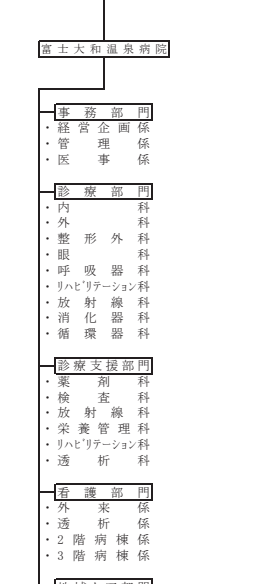 富士大和温泉病院
事務部門
・経営企画係
・管理係
・医事係
診療部門
・内科
・外科
・整形外科
・眼科
・呼吸器科
・ﾘﾊﾋﾞﾘﾃｰｼｮﾝ科
・放射線科
・消化器科
・循環器科
診療支援部門
・薬剤科
・検査科
・放射線科
・栄養管理科
・ﾘﾊﾋﾞﾘﾃｰｼｮﾝ科
・透析科
看護部門
・外来係
・透析係
・2階病棟係
・3階病棟係